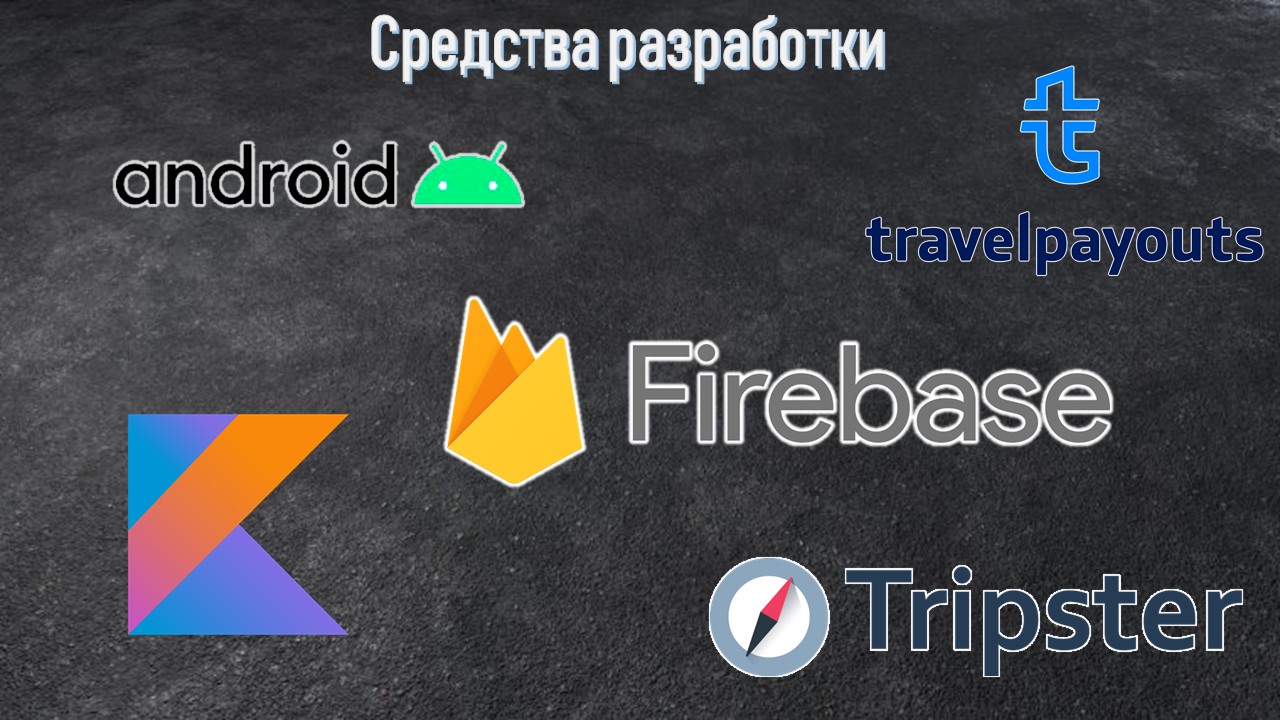 Средства разработки
android
travelpayouts
Firebase
Tripster